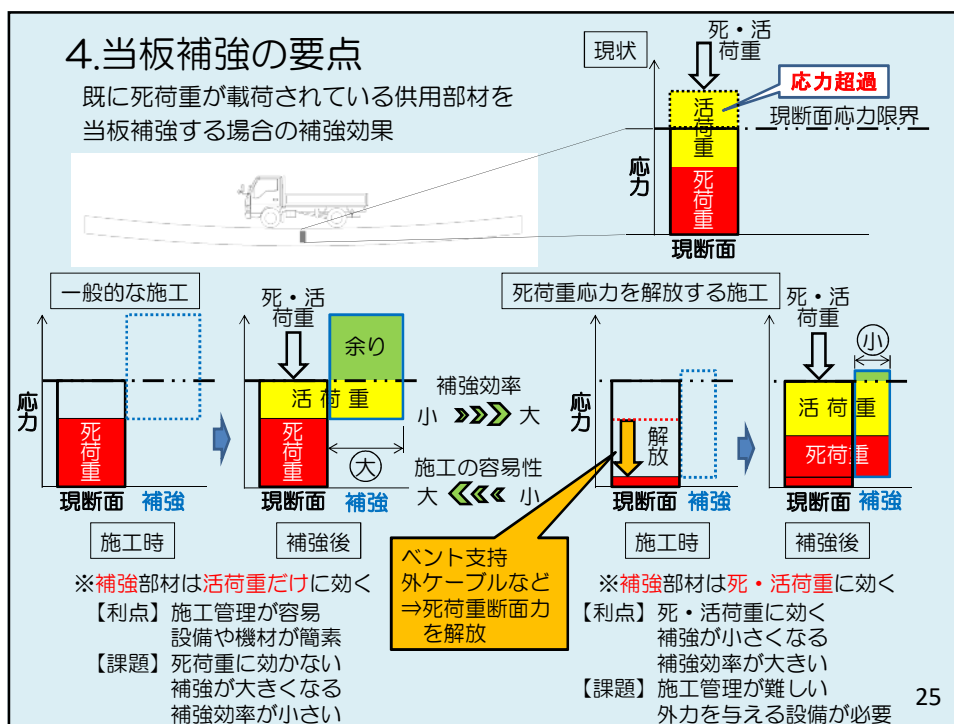 4.当板補強の要点
既に死荷重が載荷されている供用部材を
当板補強する場合の補強効果
現状
死・活
荷重
応力超過
現断面応力限界
活荷重
死荷重
応力
現断面
一般的な施工
応力
死荷重
現断面
補強
施工時
死・活
荷重
余り
活荷重
死荷重
大
現断面
補強
補強後
補強効率
小
大
施工の容易性
大
小
※補強部材は活荷重だけに効く
【利点】施工管理が容易
設備や機材が簡素
【課題】死荷重に効かない
補強が大きくなる
補強効率が小さい
死荷重応力を解放する施工
応力
解放
現断面
補強
施工時
死・活
荷重
小
活荷重
死荷重
現断面
補強
補強後
ベント支持
外ケーブルなど
⇒死荷重断面力
を解放
※補強部材は死・活荷重に効く
【利点】死・活荷重に効く
補強が小さくなる
補強効率が大きい
【課題】施工管理が難しい
外力を与える設備が必要
25